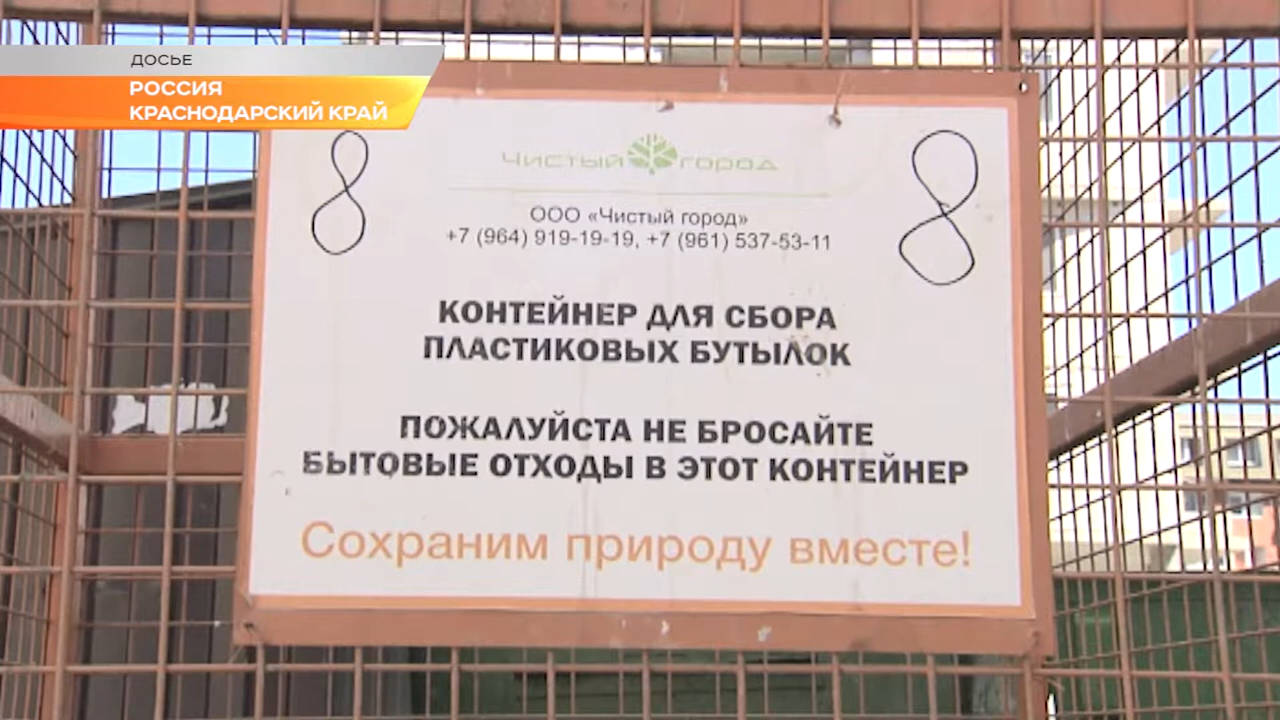 ДОСЬЕ
РОССИЯ
КРАСНОДАРСКИЙ КРАЙ
8
8
Чистый город
ООО «Чистый город»
+7 (964) 919-19-19, +7 (961) 537-53-11
КОНТЕЙНЕР ДЛЯ СБОРА
ПЛАСТИКОВЫХ БУТЫЛОК
ПОЖАЛУЙСТА НЕ БРОСАЙТЕ
БЫТОВЫЕ ОТХОДЫ В ЭТОТ КОНТЕЙНЕР
Сохраним природу вместе!